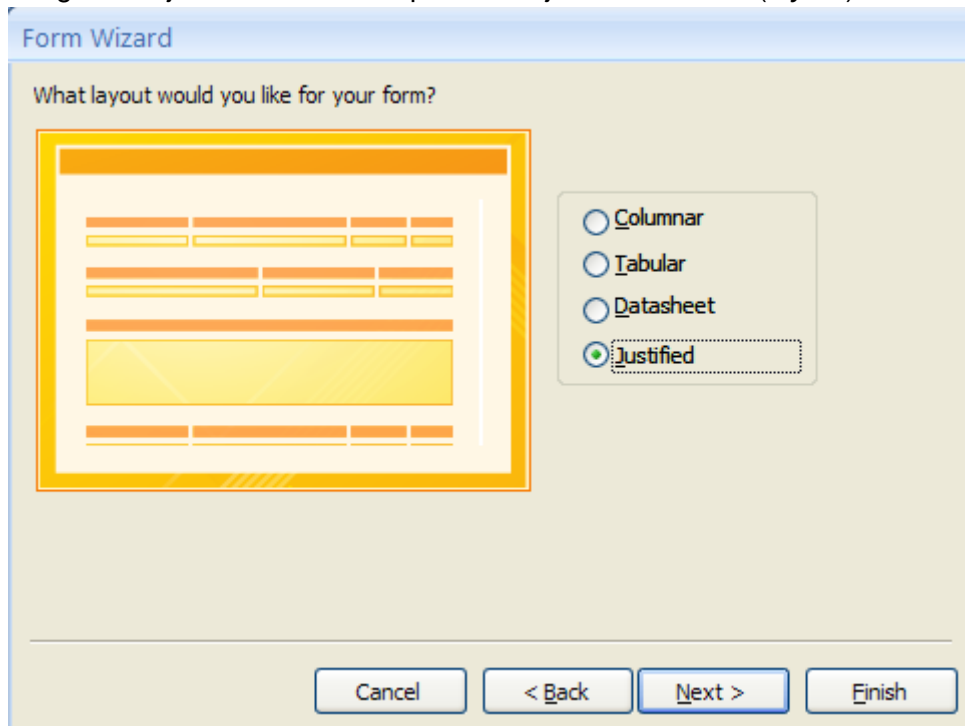 Form Wizard
What layout would you like for your form?
Columnar
Tabular
Datasheet
Justified
Cancel
< Back
Next >
Finish